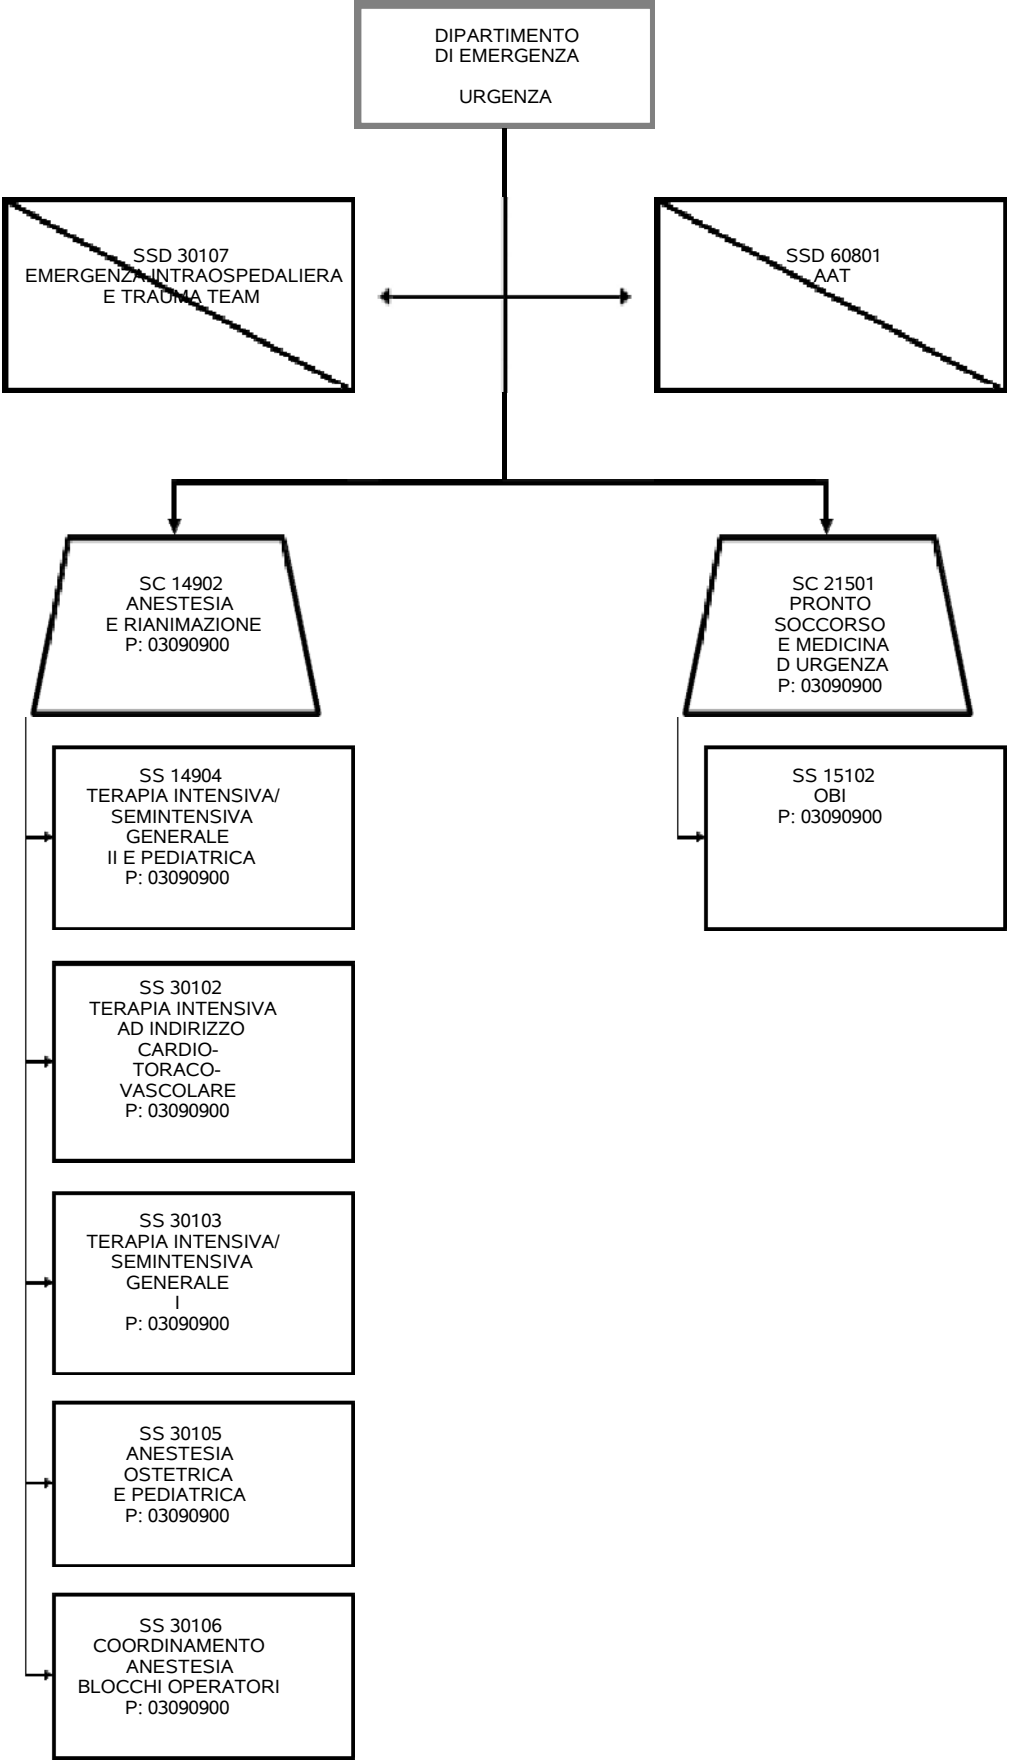 DIPARTIMENTO
DI EMERGENZA
URGENZA
SSD 30107
EMERGENZA INTRAOSPEDALIERA
E TRAUMA TEAM
SSD 60801
AAT
SC 14902
ANESTESIA
E RIANIMAZIONE
P: 03090900
SC 21501
PRONTO
SOCCORSO
E MEDICINA
D URGENZA
P: 03090900
SS 14904
TERAPIA INTENSIVA/
SEMINTENSIVA
GENERALE
II E PEDIATRICA
P: 03090900
SS 15102
OBI
P: 03090900
SS 30102
TERAPIA INTENSIVA
AD INDIRIZZO
CARDIO-
TORACO-
VASCOLARE
P: 03090900
SS 30103
TERAPIA INTENSIVA/
SEMINTENSIVA
GENERALE
I
P: 03090900
SS 30105
ANESTESIA
OSTETRICA
E PEDIATRICA
P: 03090900
SS 30106
COORDINAMENTO
ANESTESIA
BLOCCHI OPERATORI
P: 03090900